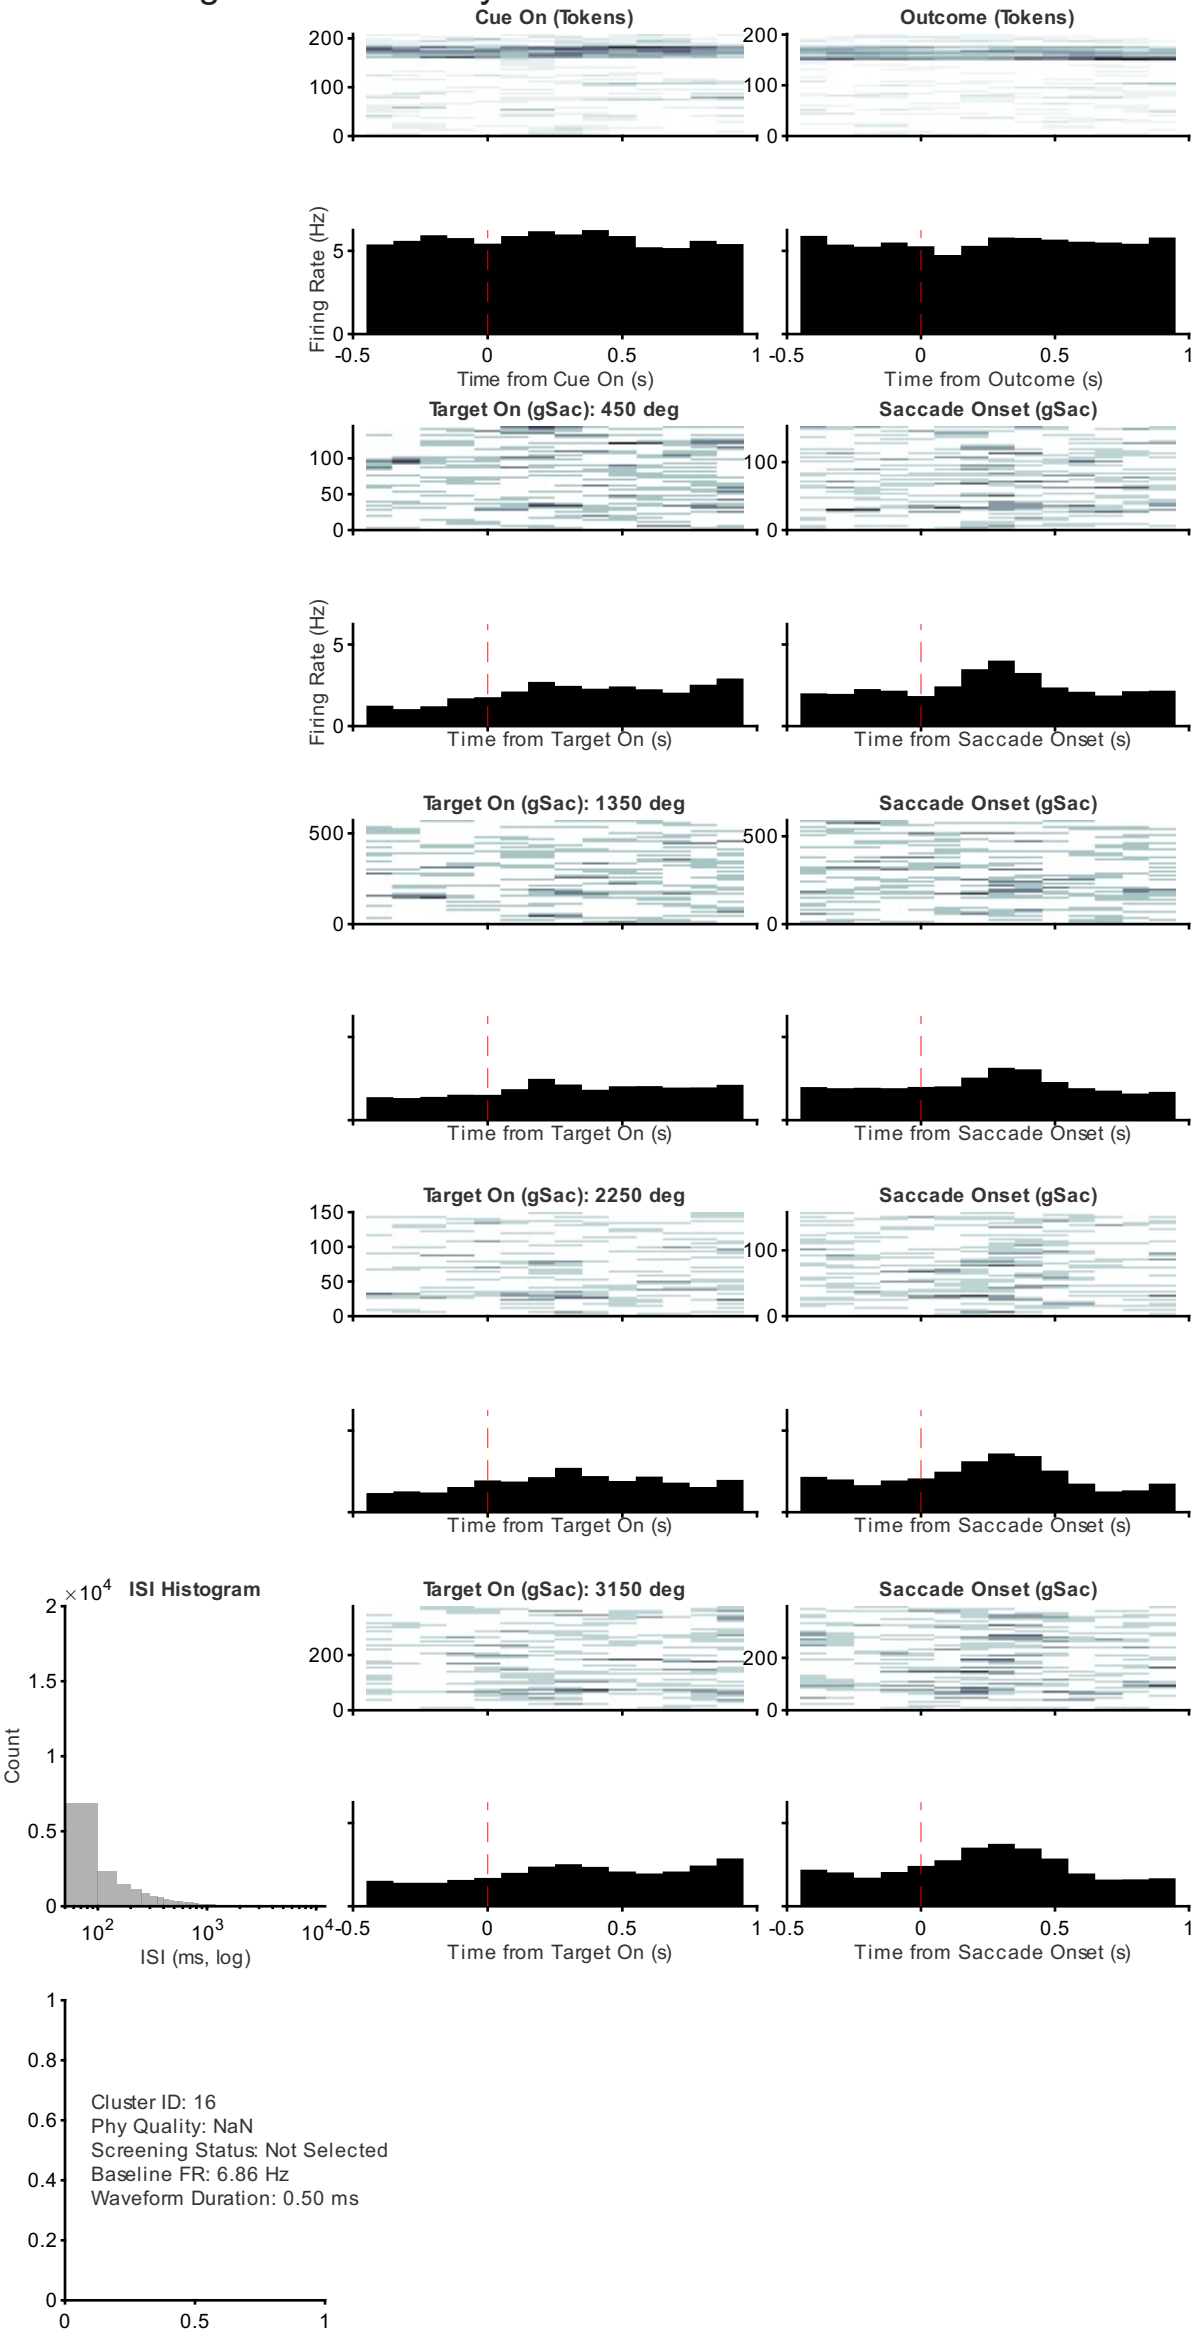 Cue On (Tokens)
Outcome (Tokens)
200
100
0
200
100
0
Firing Rate (Hz)
5
0
-0.5
0
0.5
1
-0.5
0
0.5
1
Time from Cue On (s)
Time from Outcome (s)
Target On (gSac): 450 deg
Saccade Onset (gSac)
100
50
0
100
0
Firing Rate (Hz)
5
0
Time from Target On (s)
Time from Saccade Onset (s)
Target On (gSac): 1350 deg
Saccade Onset (gSac)
500
0
500
0
Time from Target On (s)
Time from Saccade Onset (s)
Target On (gSac): 2250 deg
Saccade Onset (gSac)
150
100
50
0
100
0
Time from Target On (s)
Time from Saccade Onset (s)
×10⁴
ISI Histogram
Target On (gSac): 3150 deg
Saccade Onset (gSac)
2
1.5
1
0.5
0
Count
10² 10³ 10⁴
ISI (ms, log)
200
0
200
0
-0.5
0
0.5
1
-0.5
0
0.5
1
Time from Target On (s)
Time from Saccade Onset (s)
1
0.8
0.6
0.4
0.2
0
Cluster ID: 16
Phy Quality: NaN
Screening Status: Not Selected
Baseline FR: 6.86 Hz
Waveform Duration: 0.50 ms
0
0.5
1